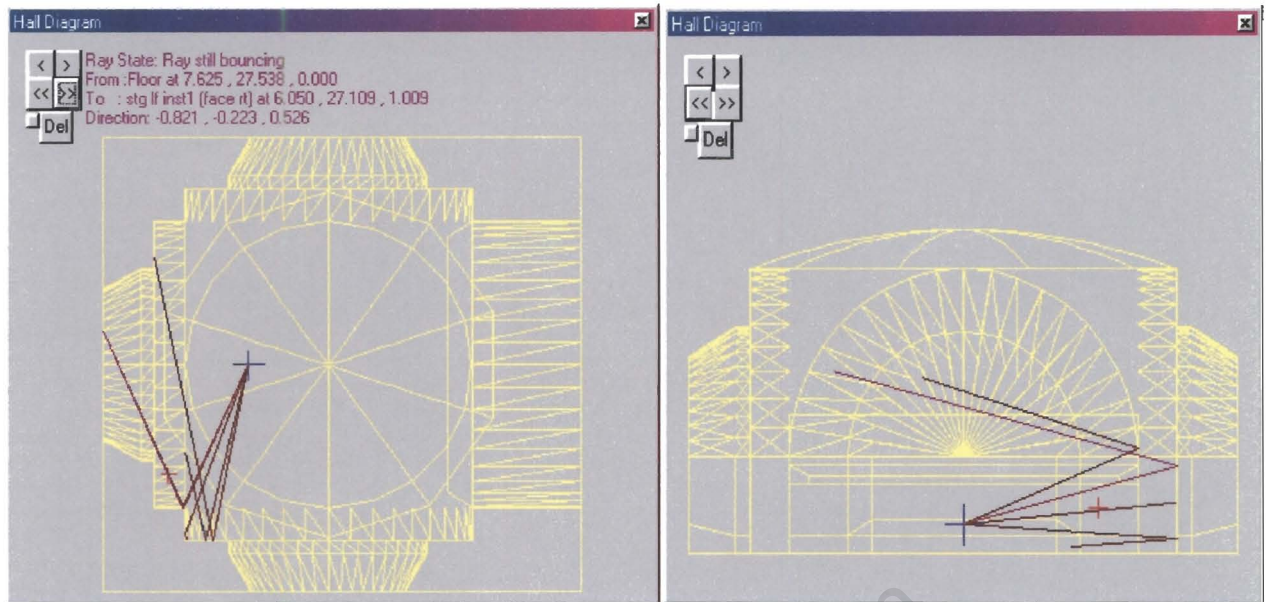 Hall Diagram
< >
<< >>
Del
Ray State: Ray still bouncing
From :Floor at 7.625 , 27.538 , 0.000
To : stg lf inst1 (face rt) at 6.050 , 27.109 , 1.009
Direction: -0.821 , -0.223 , 0.526
Hall Diagram
< >
<< >>
Del